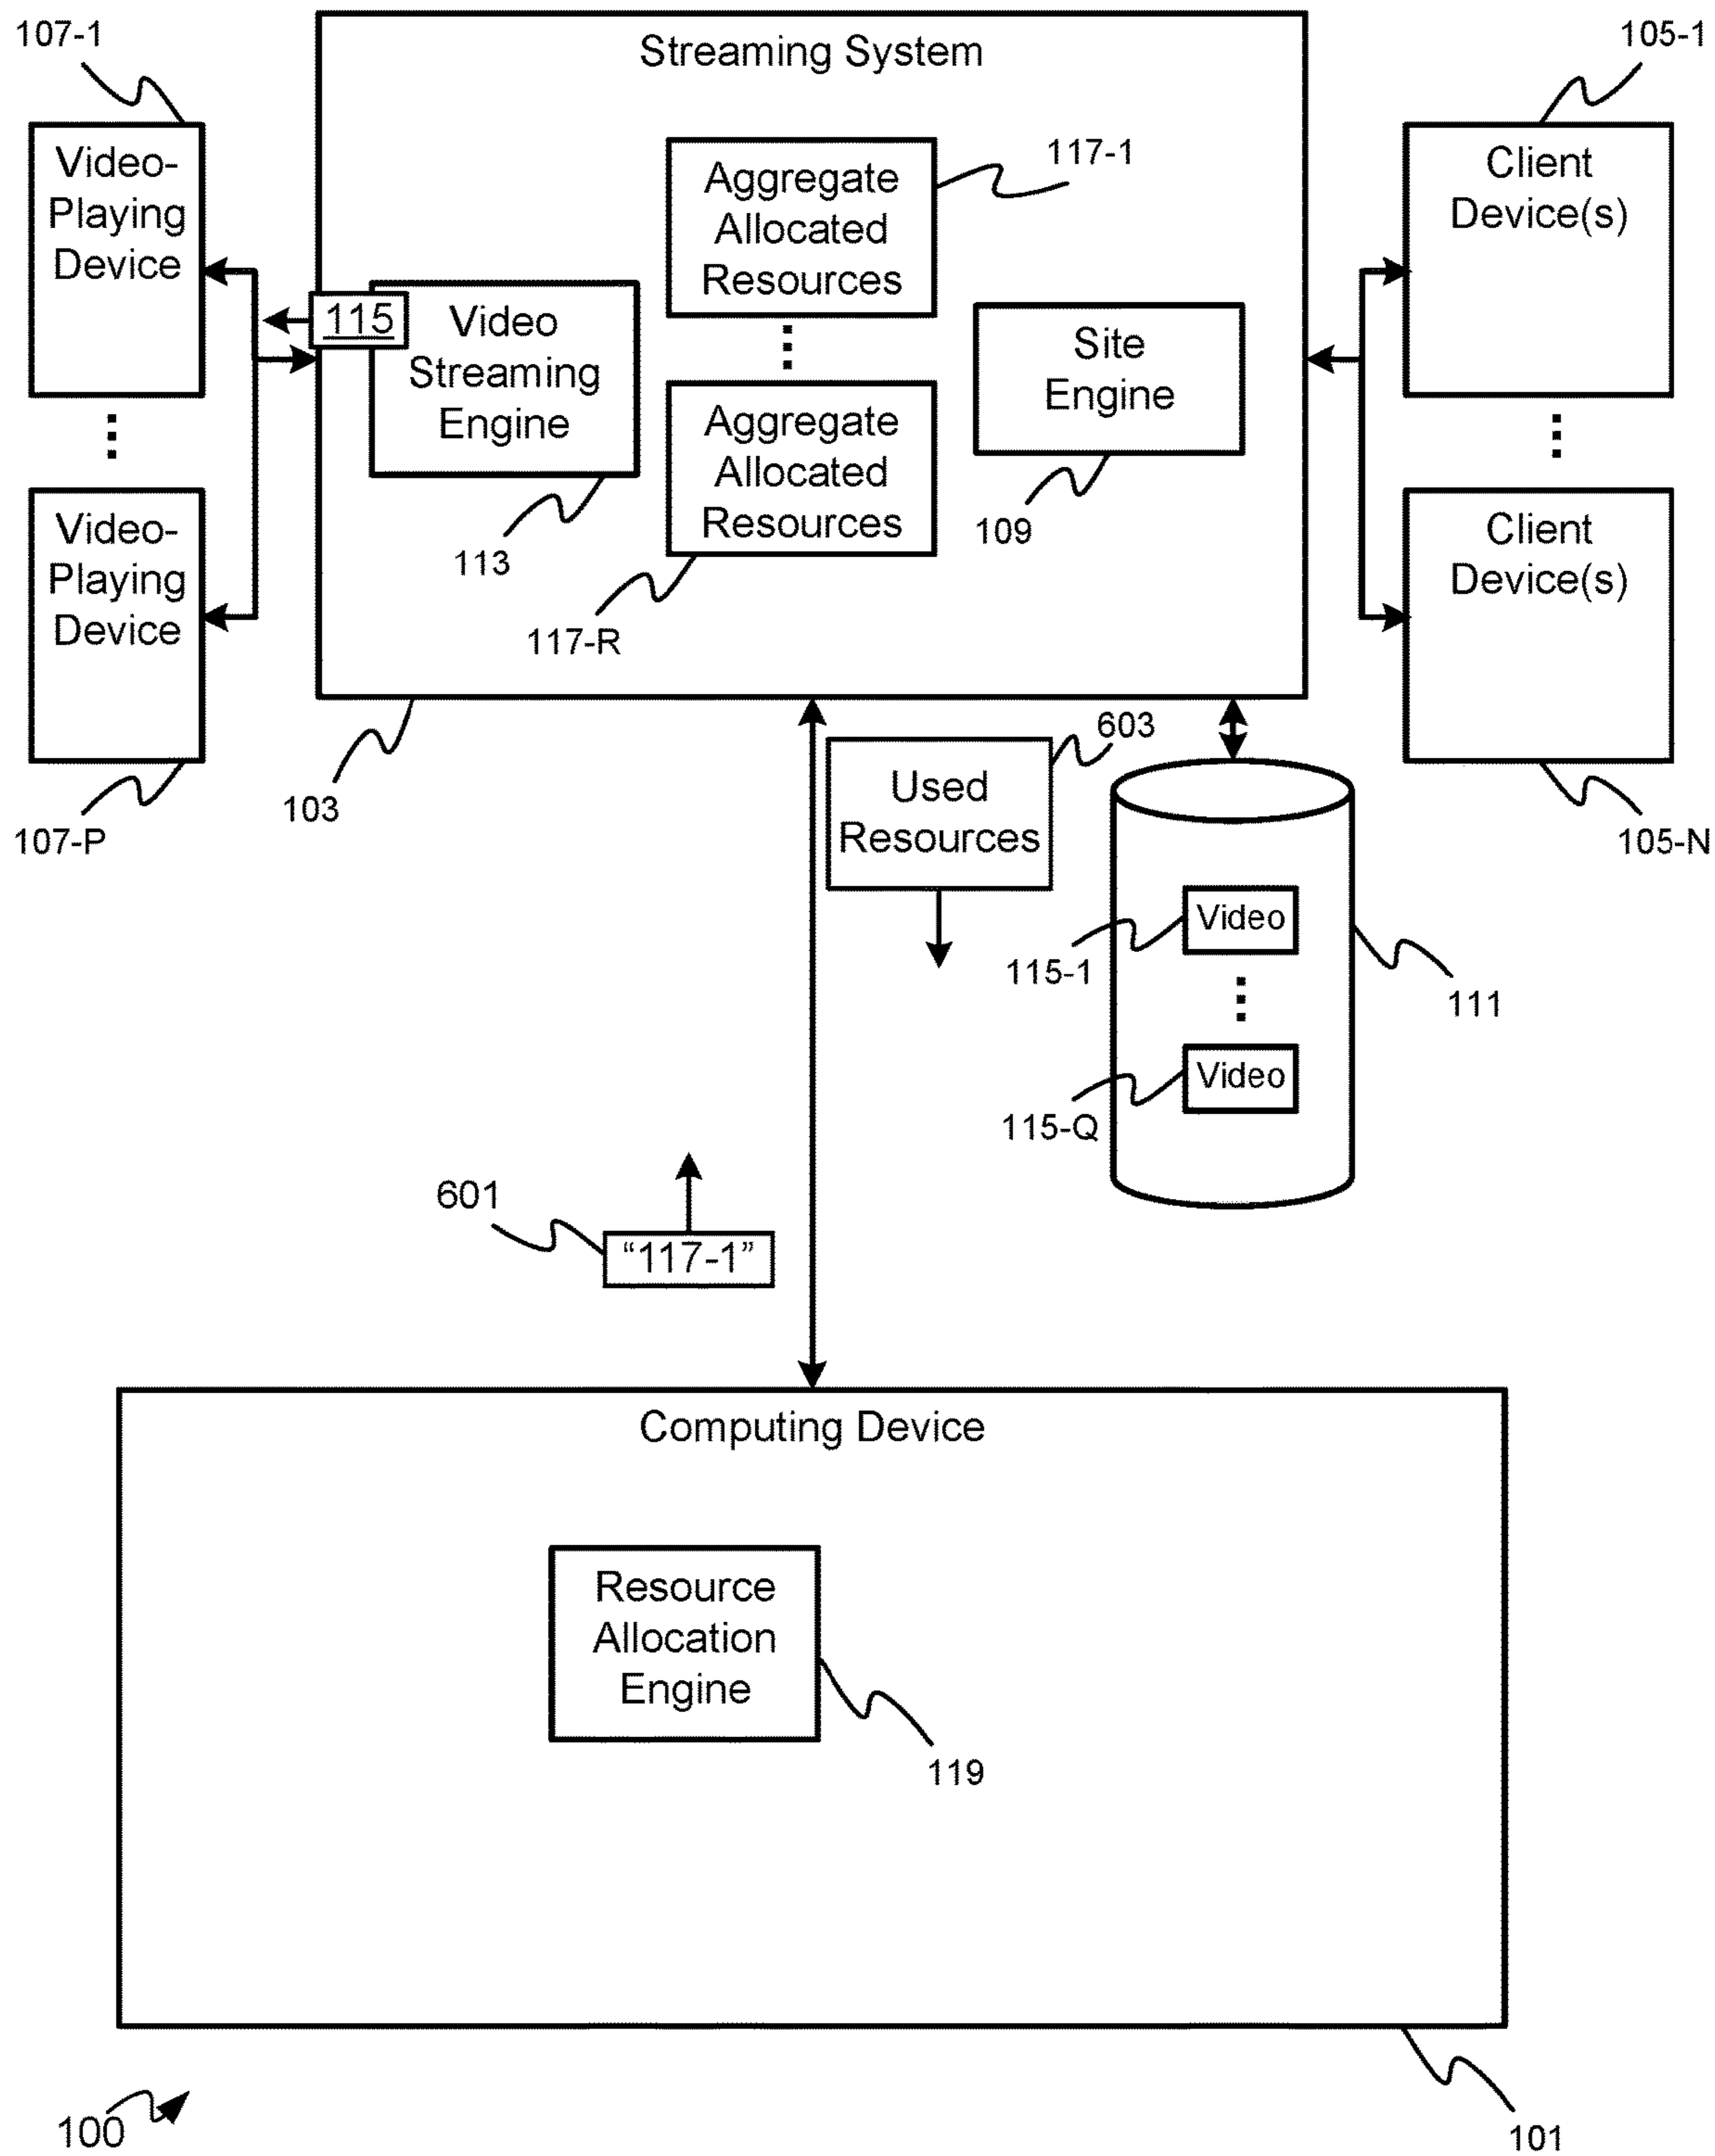 107-1
Streaming System
105-1
Video-
Playing
Device
Aggregate
Allocated
Resources
117-1
Client
Device(s)
115
Video
Streaming
Engine
Site
Engine
Aggregate
Allocated
Resources
109
113
117-R
Video-
Playing
Device
Client
Device(s)
103
107-P
Used
Resources
603
105-N
Video
115-1
111
Video
115-Q
601
“117-1”
Computing Device
Resource
Allocation
Engine
119
100
101